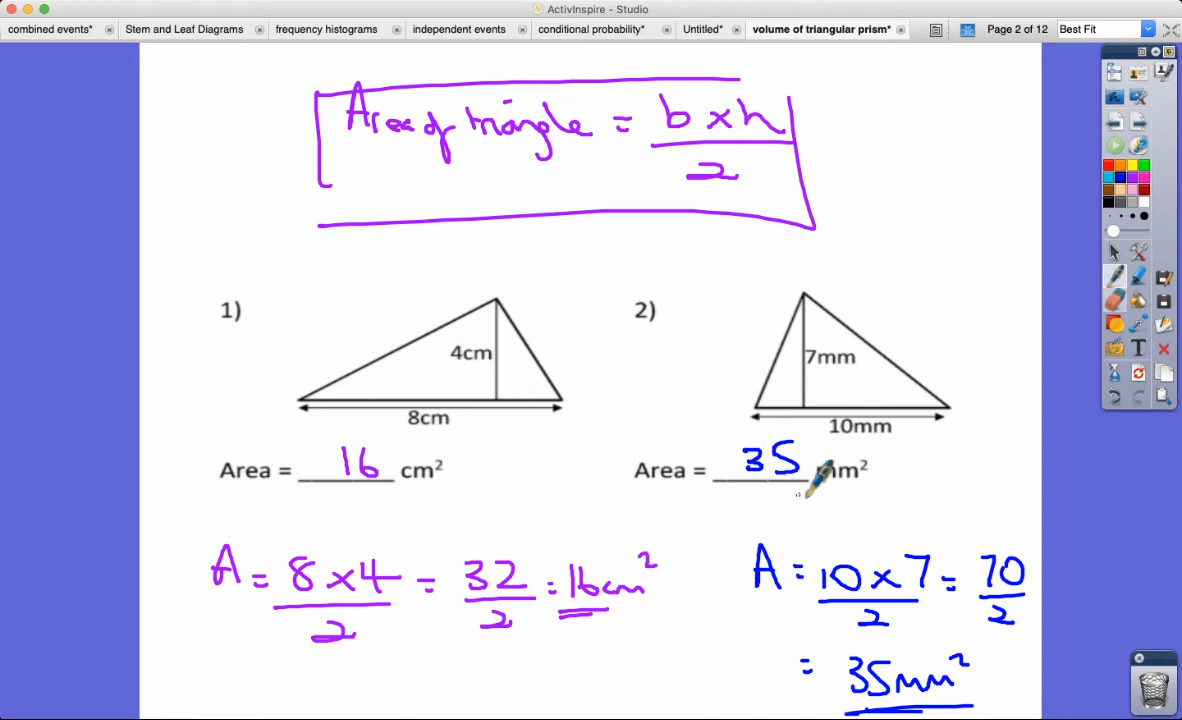 ActivInspire - Studio
combined events* Stem and Leaf Diagrams frequency histograms independent events conditional probability* Untitled* volume of triangular prism* Page 2 of 12 Best Fit
Area of triangle = b × h
2
1)
4cm
8cm
Area = 16 cm²
2)
7mm
10mm
Area = 35 mm²
A = 8 × 4 = 32 = 16cm²
2 2
A = 10 × 7 = 70
2 2
= 35mm²